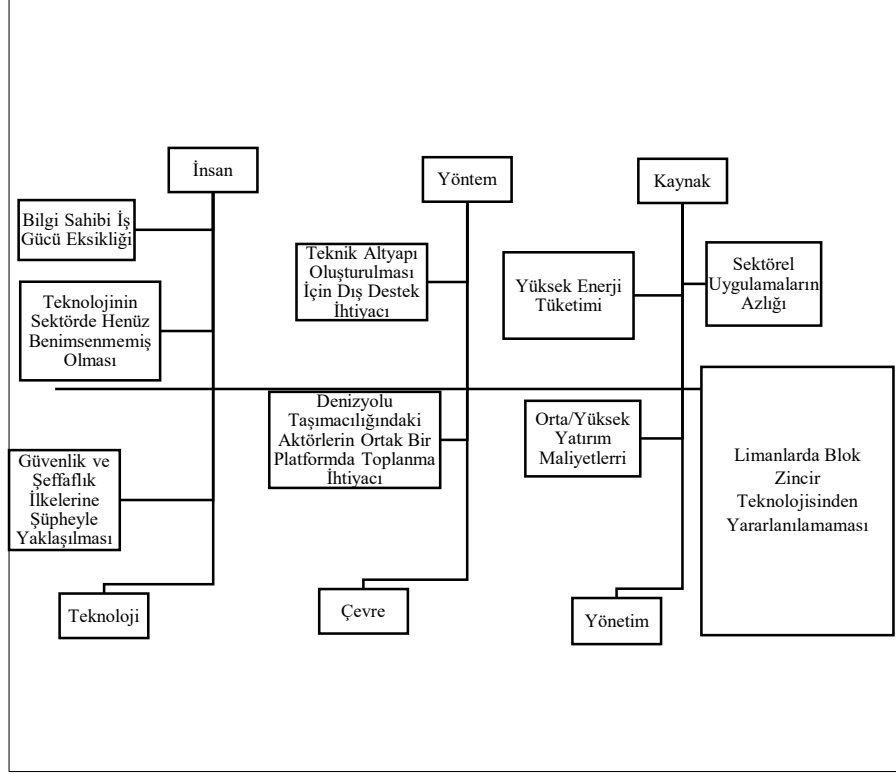 İnsan
Yöntem
Kaynak
Bilgi Sahibi İş
Gücü Eksikliği
Teknolojinin
Sektörde Henüz
Benimsenmemiş
Olması
Teknik Altyapı
Oluşturulması
İçin Dış Destek
İhtiyacı
Yüksek Enerji
Tüketimi
Sektörel
Uygulamaların
Azlığı
Güvenlik ve
Şeffaflık
İlkelerine
Şüpheyle
Yaklaşılması
Denizyolu
Taşımacılığındaki
Aktörlerin Ortak Bir
Platformda Toplanma
İhtiyacı
Orta/Yüksek
Yatırım
Maliyetlerri
Limanlarda Blok
Zincir
Teknolojisinden
Yararlanılamaması
Teknoloji
Çevre
Yönetim